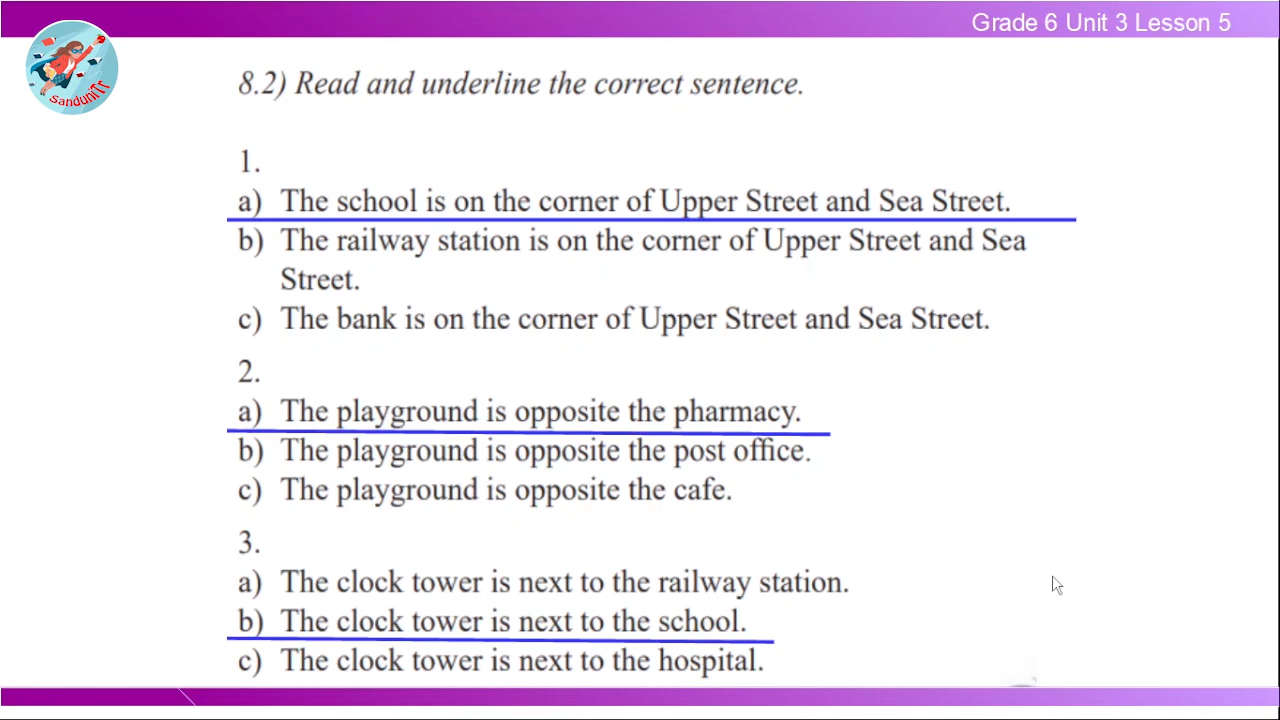 Grade 6 Unit 3 Lesson 5
SanduniTr
8.2) Read and underline the correct sentence.
1.
a) The school is on the corner of Upper Street and Sea Street.
b) The railway station is on the corner of Upper Street and Sea
Street.
c) The bank is on the corner of Upper Street and Sea Street.
2.
a) The playground is opposite the pharmacy.
b) The playground is opposite the post office.
c) The playground is opposite the cafe.
3.
a) The clock tower is next to the railway station.
b) The clock tower is next to the school.
c) The clock tower is next to the hospital.